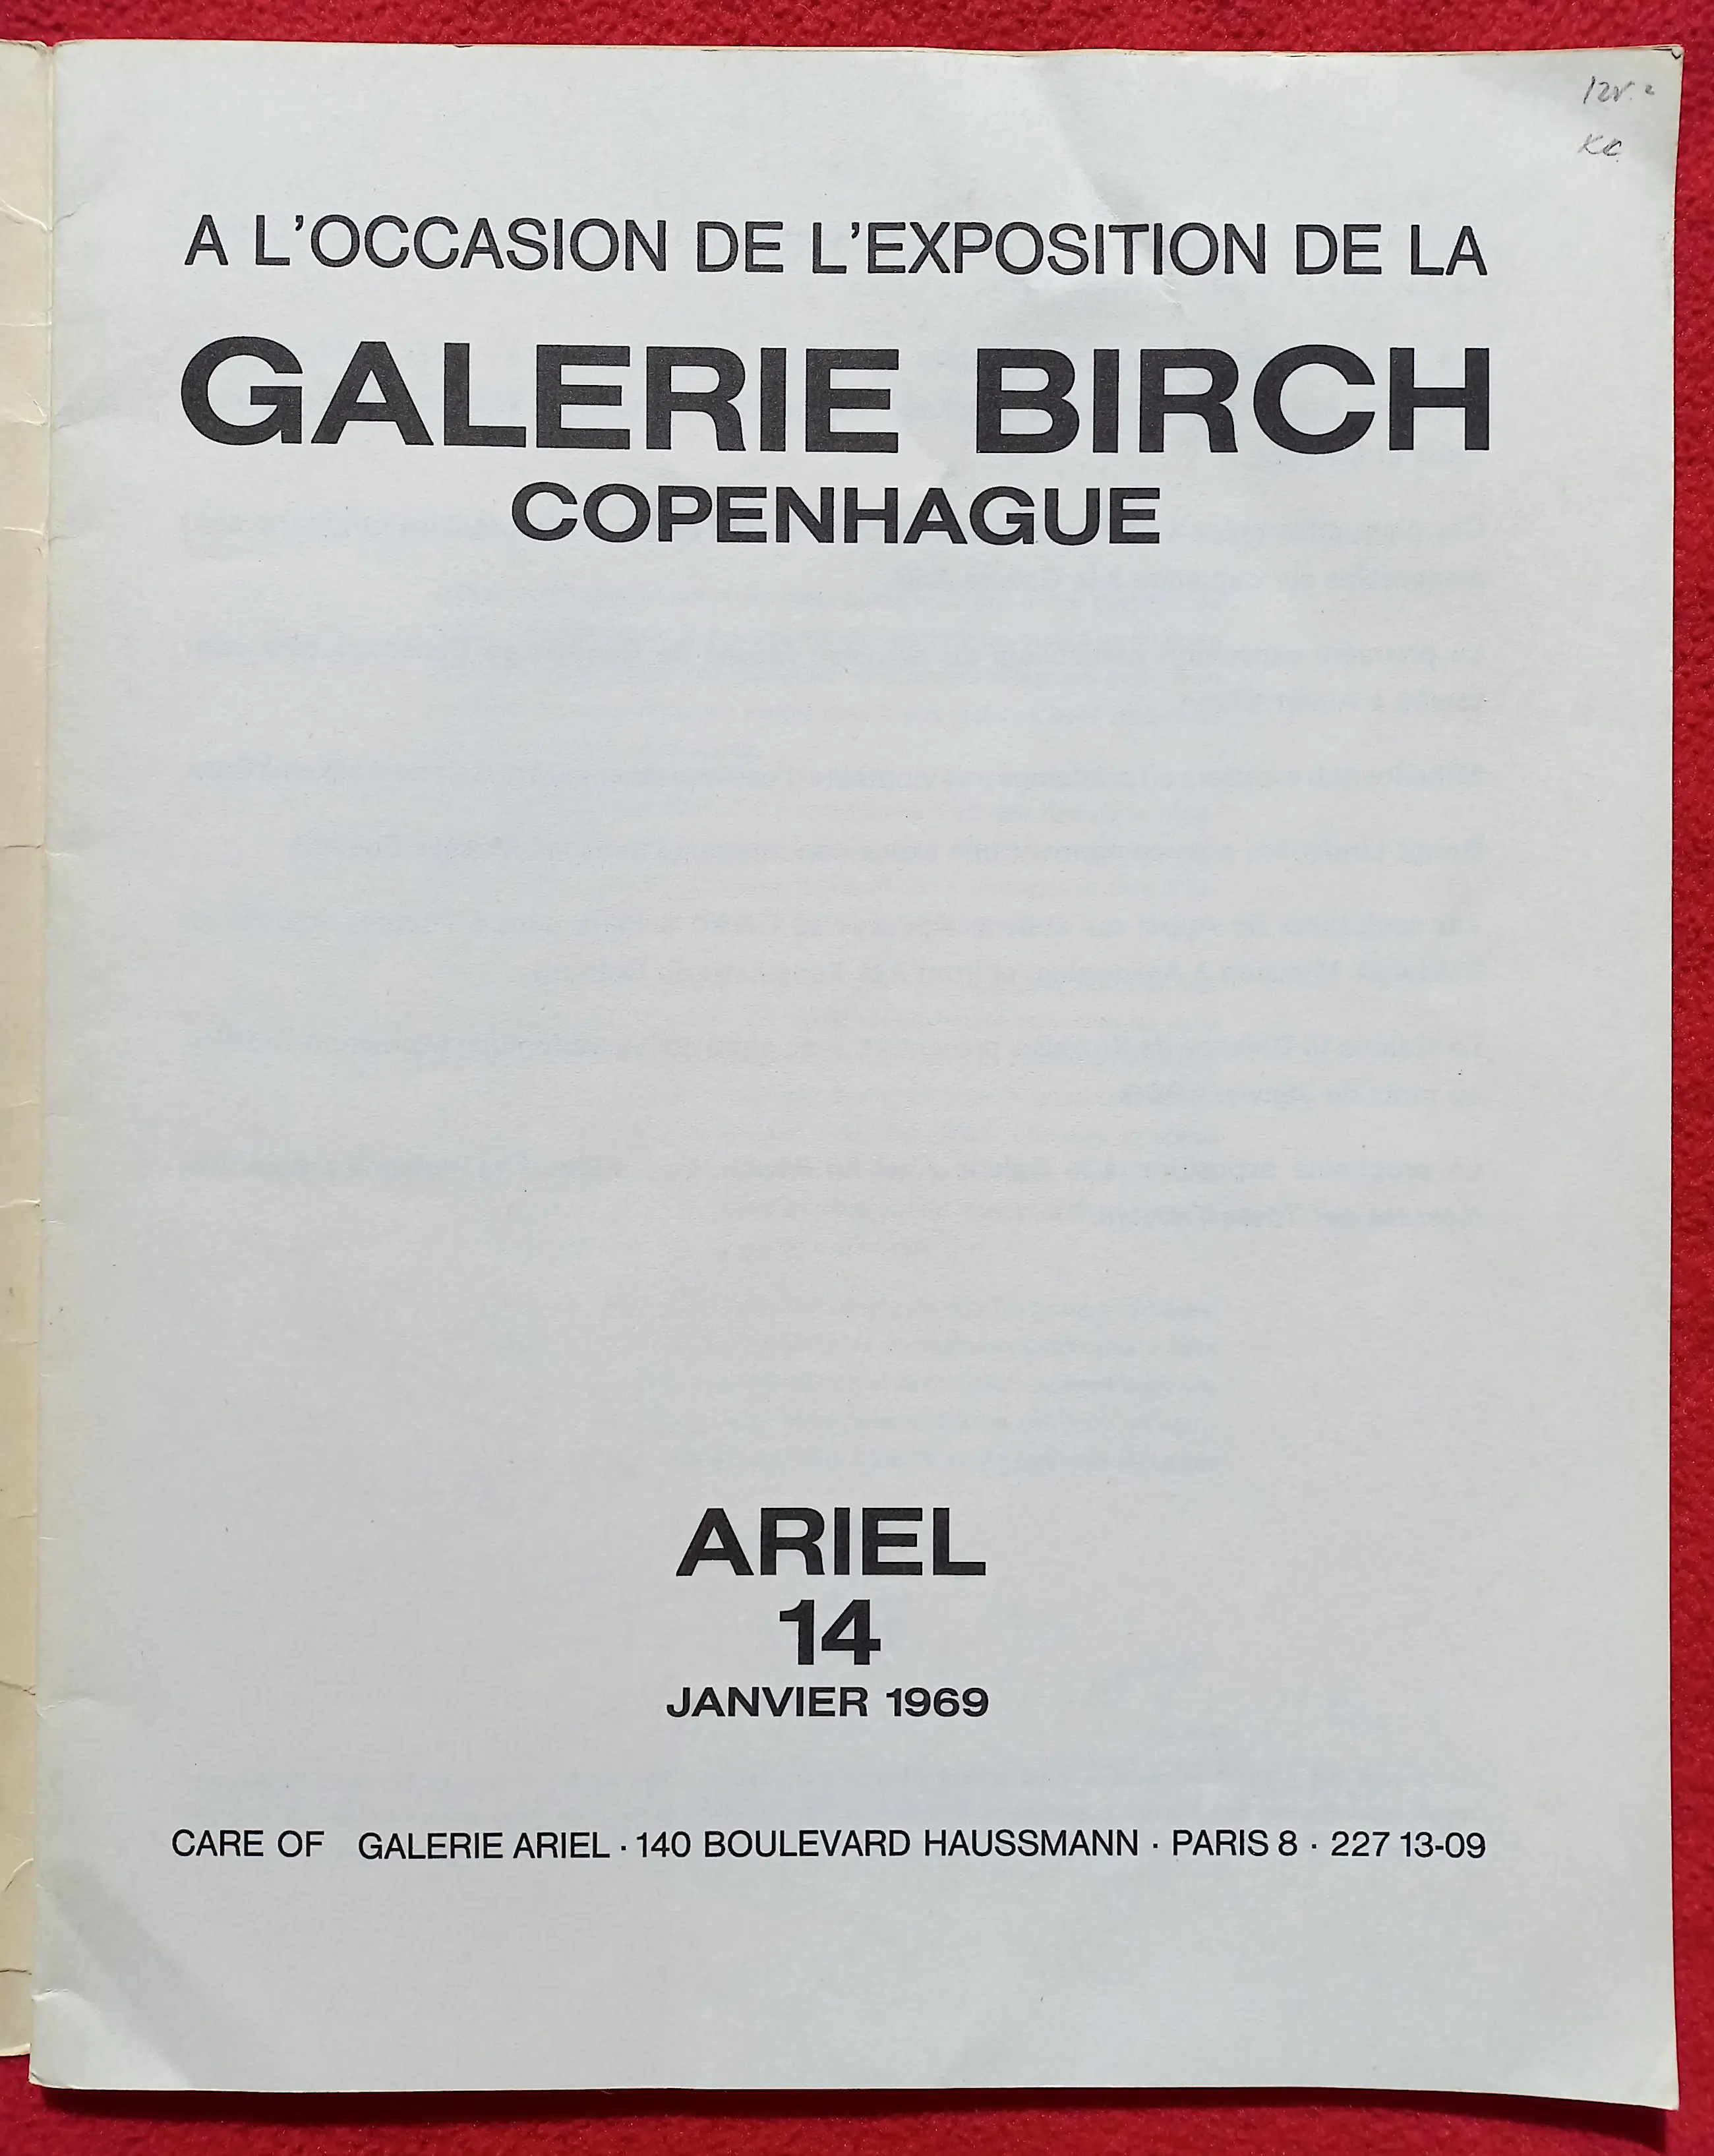 A L'OCCASION DE L'EXPOSITION DE LA
GALERIE BIRCH
COPENHAGUE
ARIEL
14
JANVIER 1969
CARE OF GALERIE ARIEL · 140 BOULEVARD HAUSSMANN · PARIS 8 · 227 13-09